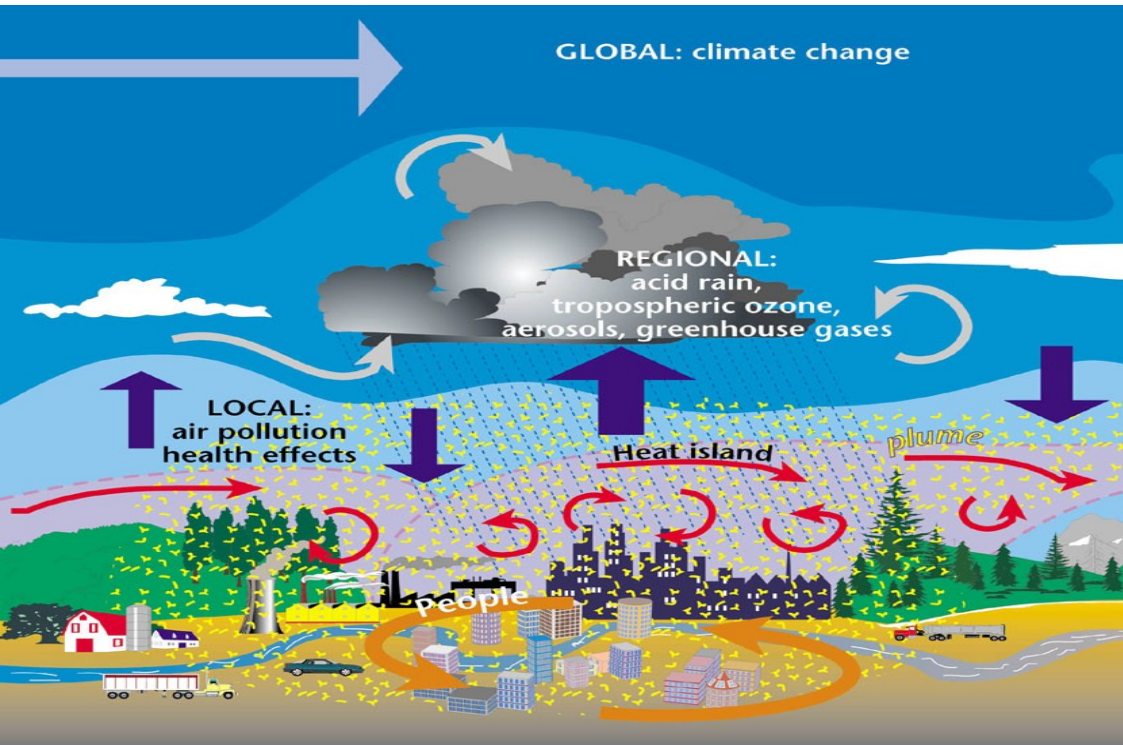 GLOBAL: climate change
REGIONAL:
acid rain,
tropospheric ozone,
aerosols, greenhouse gases
LOCAL:
air pollution
health effects
Heat island
plume
People